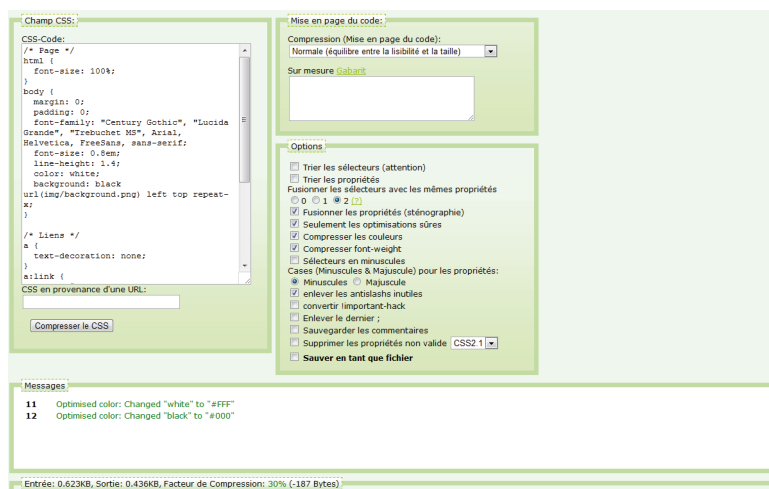 Champ CSS:
CSS-Code:
/* Page */
html {
font-size: 100%;
}
body {
margin: 0;
padding: 0;
font-family: "Century Gothic", "Lucida
Grande", "Trebuchet MS", Arial,
Helvetica, FreeSans, sans-serif;
font-size: 0.8em;
line-height: 1.4;
color: white;
background: black
url(img/background.png) left top repeat-
x;
}
/* Liens */
a {
text-decoration: none;
}
a:link {
CSS en provenance d'une URL:
Compresser le CSS
Mise en page du code:
Compression (Mise en page du code):
Normale (équilibre entre la lisibilité et la taille)
Sur mesure Gabarit
Options
Trier les sélecteurs (attention)
Trier les propriétés
Fusionner les sélecteurs avec les mêmes propriétés
0 1 2 (?)
Fusionner les propriétés (sténographie)
Seulement les optimisations sûres
Compresser les couleurs
Compresser font-weight
Sélecteurs en minuscules
Cases (Minuscules & Majuscule) pour les propriétés:
Minuscules Majuscule
enlever les antislashs inutiles
convertir !important-hack
Enlever le dernier ;
Sauvegarder les commentaires
Supprimer les propriétés non valide CSS2.1
Sauver en tant que fichier
Messages
11 Optimised color: Changed "white" to "#FFF"
12 Optimised color: Changed "black" to "#000"
Entrée: 0.623KB, Sortie: 0.436KB, Facteur de Compression: 30% (-187 Bytes)